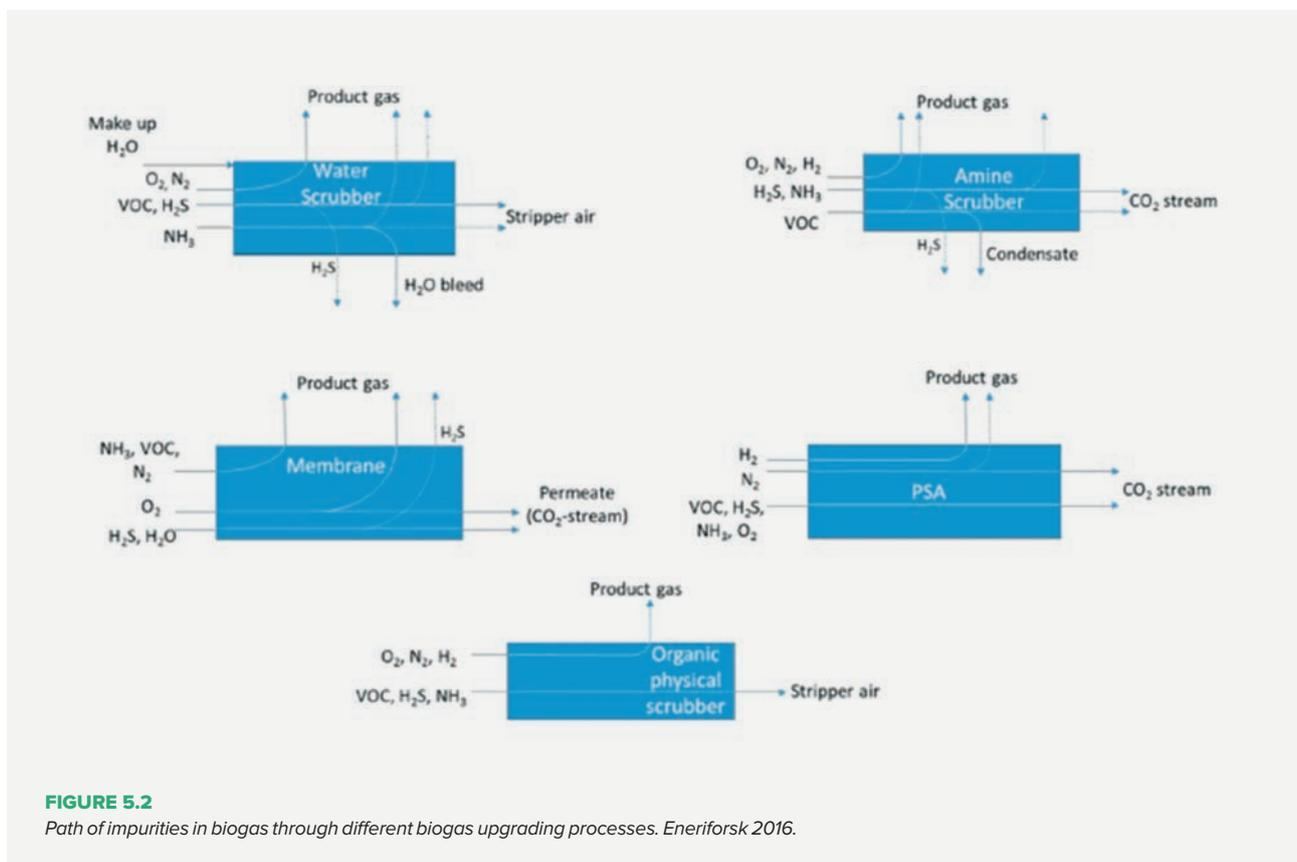 Product gas
Make up
H₂O
O₂, N₂
VOC, H₂S
NH₃
Water
Scrubber
Stripper air
H₂S
H₂O bleed
Product gas
O₂, N₂, H₂
H₂S, NH₃
VOC
Amine
Scrubber
CO₂ stream
H₂S
Condensate
Product gas
H₂S
NH₃, VOC,
N₂
O₂
H₂S, H₂O
Membrane
Permeate
(CO₂-stream)
Product gas
H₂
N₂
VOC, H₂S,
NH₃, O₂
PSA
CO₂ stream
Product gas
O₂, N₂, H₂
VOC, H₂S, NH₃
Organic
physical
scrubber
Stripper air
FIGURE 5.2
Path of impurities in biogas through different biogas upgrading processes. Eneriforsk 2016.